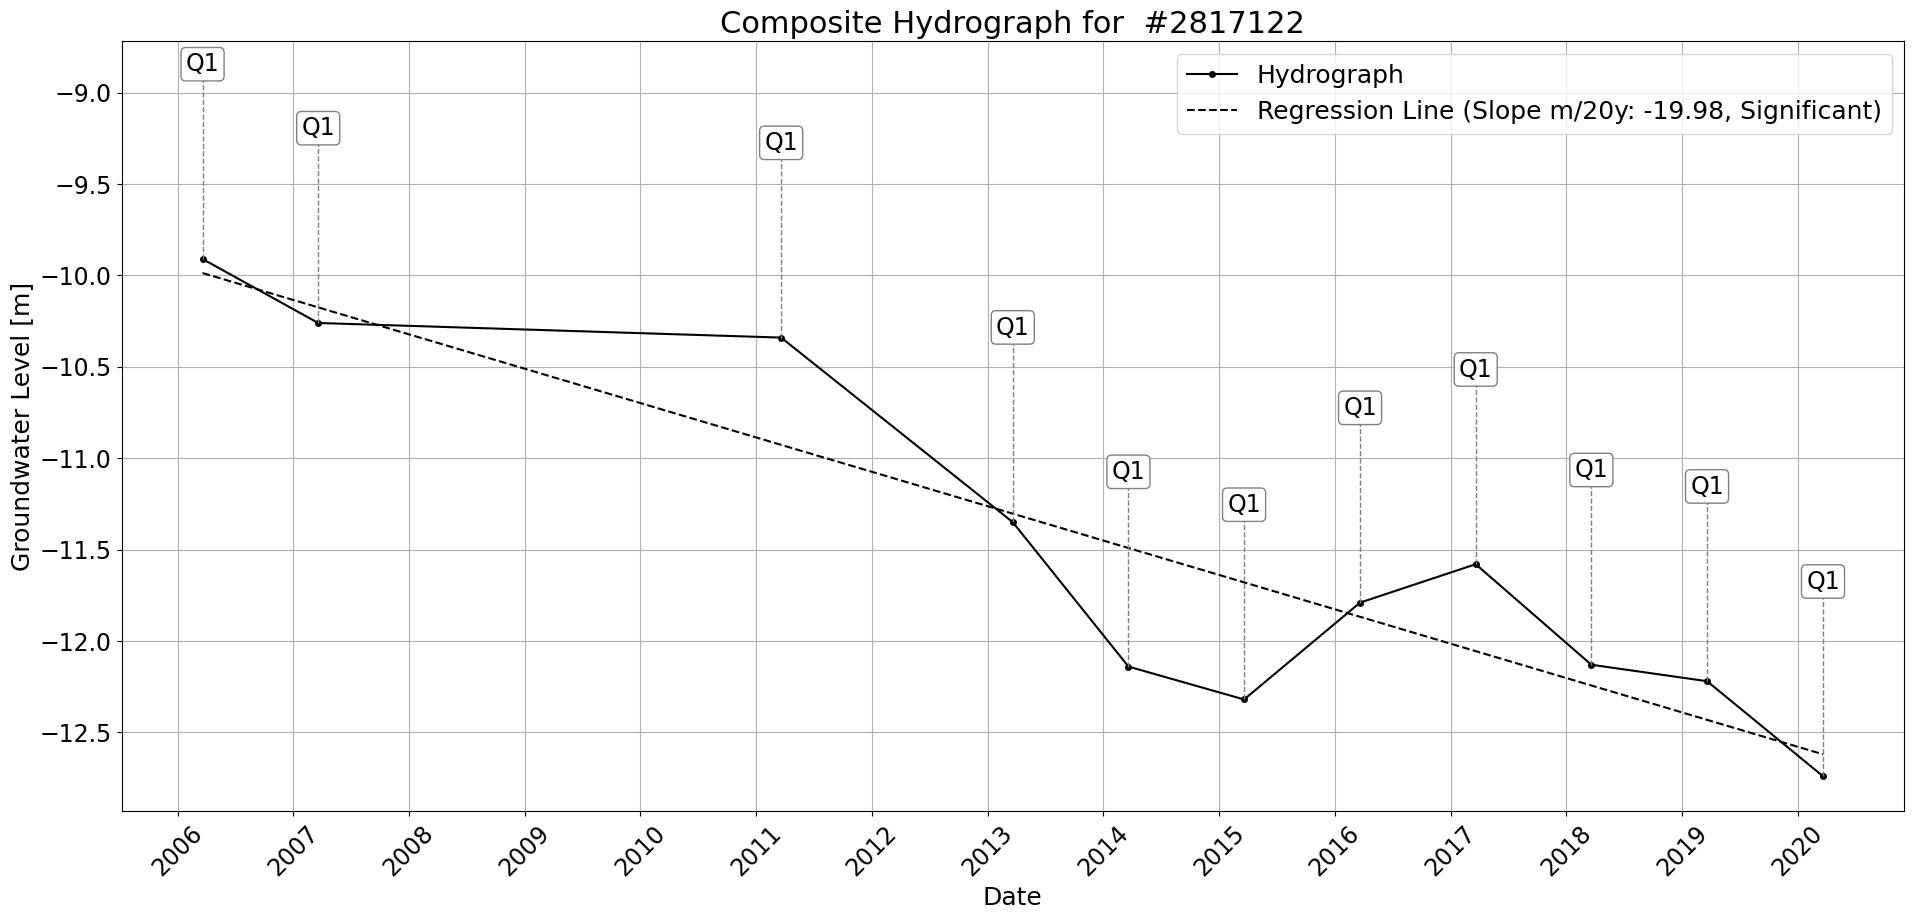 Composite Hydrograph for  #2817122
Hydrograph
Regression Line (Slope m/20y: -19.98, Significant)
Q1
Q1
Q1
Q1
Q1
Q1
Q1
Q1
Q1
Q1
Q1
Groundwater Level [m]
−9.0
−9.5
−10.0
−10.5
−11.0
−11.5
−12.0
−12.5
2006
2007
2008
2009
2010
2011
2012
2013
2014
2015
2016
2017
2018
2019
2020
Date